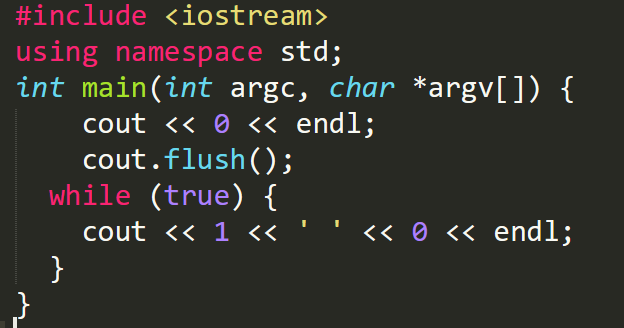 #include <iostream>
using namespace std;
int main(int argc, char *argv[]) {
    cout << 0 << endl;
    cout.flush();
  while (true) {
    cout << 1 << ' ' << 0 << endl;
  }
}